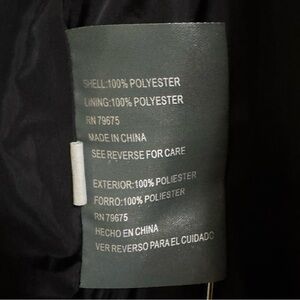 SHELL:100% POLYESTER
LINING:100% POLYESTER
RN 79675
MADE IN CHINA
SEE REVERSE FOR CARE
EXTERIOR:100% POLIESTER
FORRO:100% POLIESTER
RN 79675
HECHO EN CHINA
VER REVERSO PARA EL CUIDADO